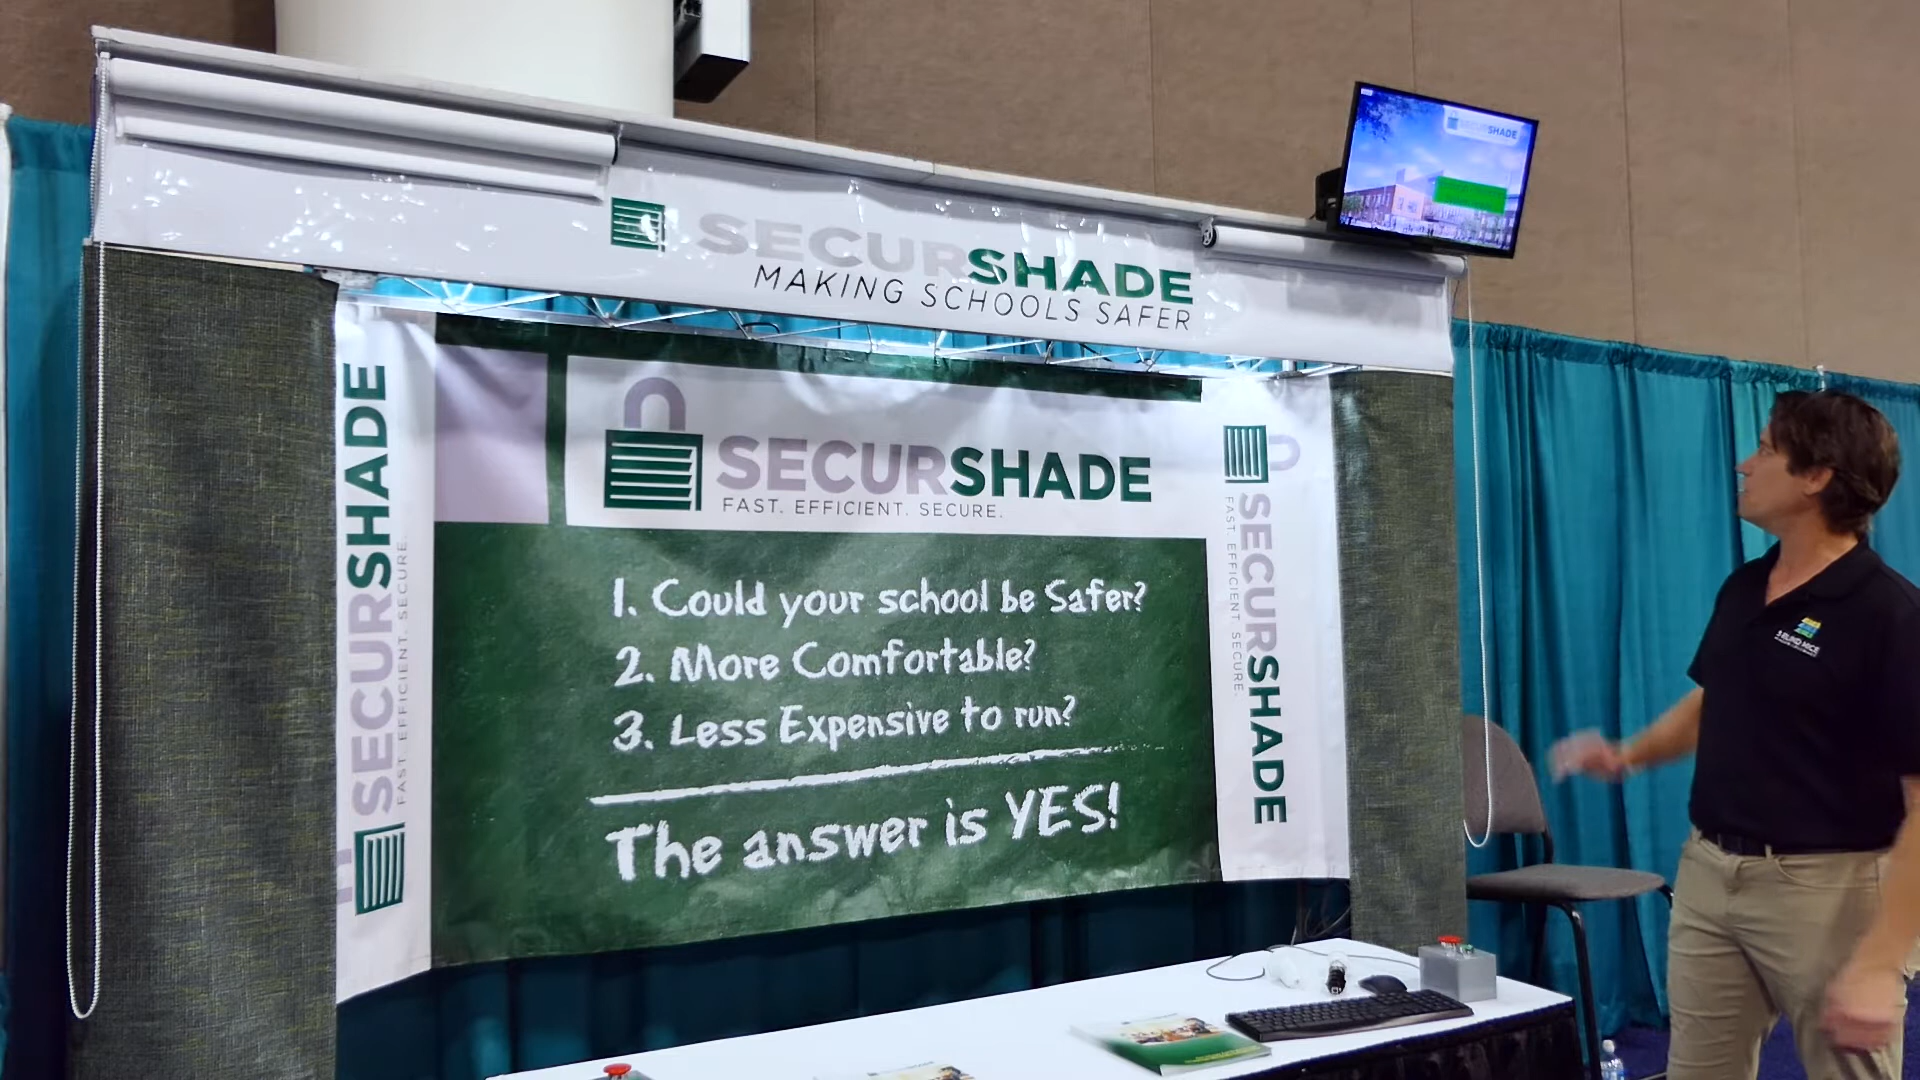 SECURSHADE
SECURSHADE
MAKING SCHOOLS SAFER
SECURSHADE
FAST. EFFICIENT. SECURE.
SECURSHADE
FAST. EFFICIENT. SECURE.
1. Could your school be Safer?
2. More Comfortable?
3. Less Expensive to run?
The answer is YES!
SECURSHADE
FAST. EFFICIENT. SECURE.